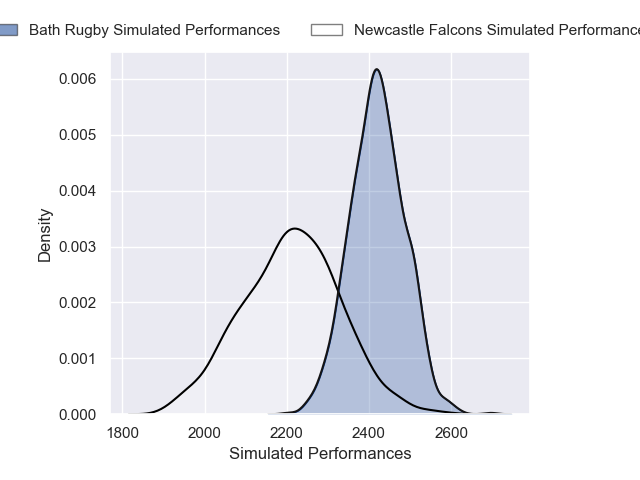 Bath Rugby Simulated Performances
Newcastle Falcons Simulated Performance
0.006
0.005
0.004
0.003
0.002
0.001
0.000
Density
1800 2000 2200 2400 2600
Simulated Performances